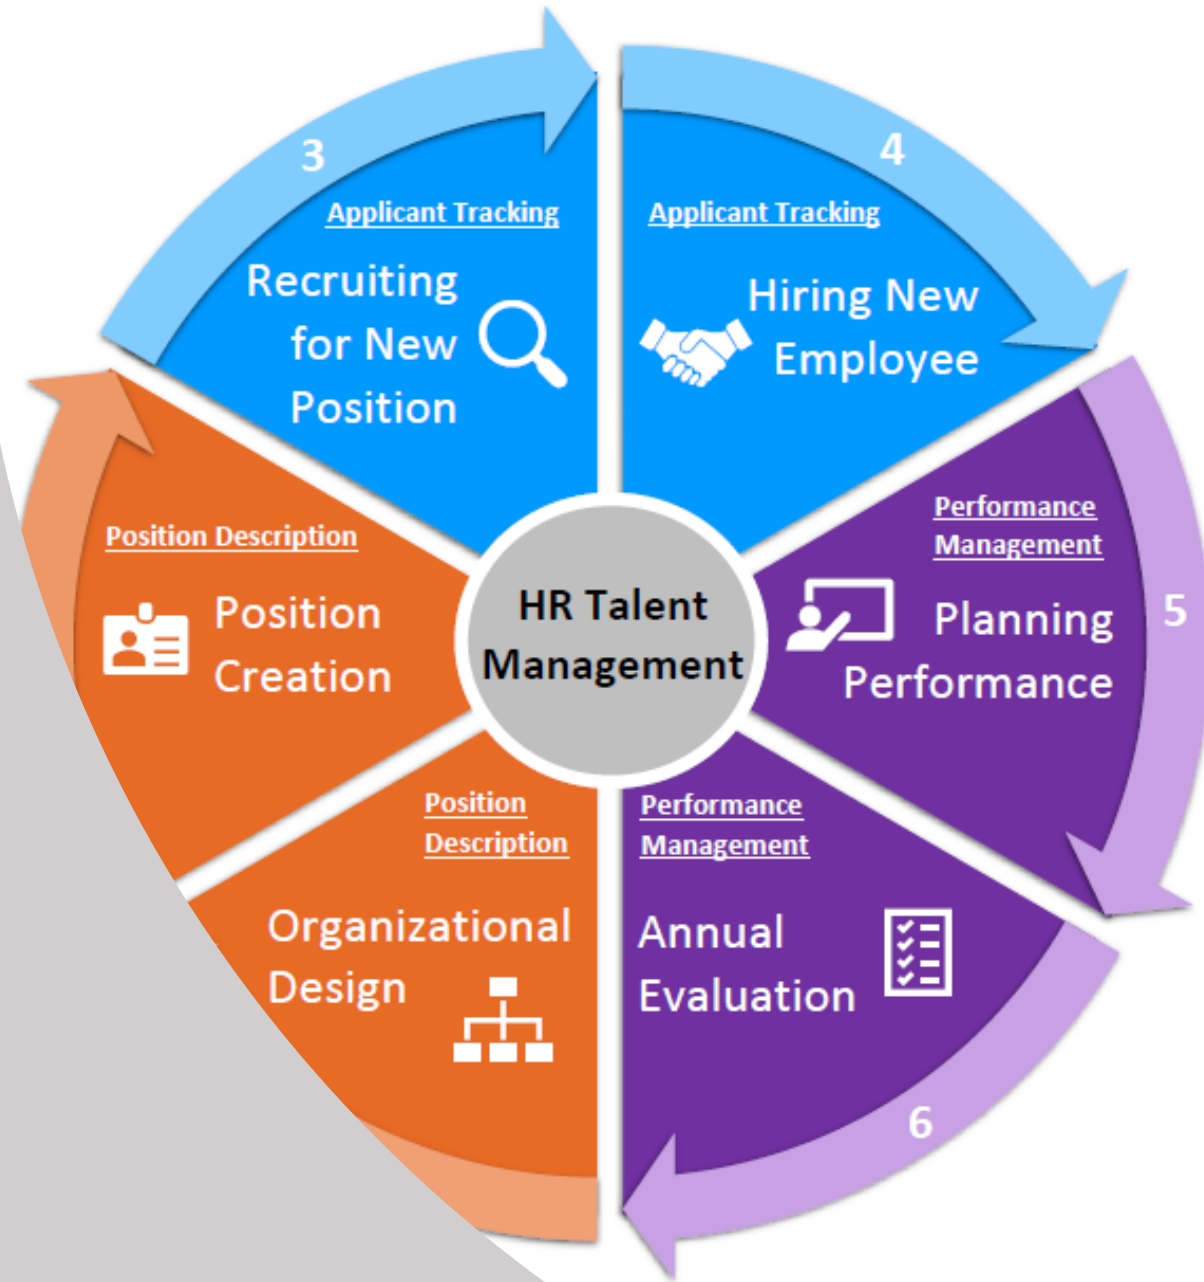 3
Applicant Tracking
Recruiting
for New
Position
4
Applicant Tracking
Hiring New
Employee
Performance
Management
Planning
Performance
5
Position Description
Position
Creation
HR Talent
Management
Position
Description
Organizational
Design
Performance
Management
Annual
Evaluation
6